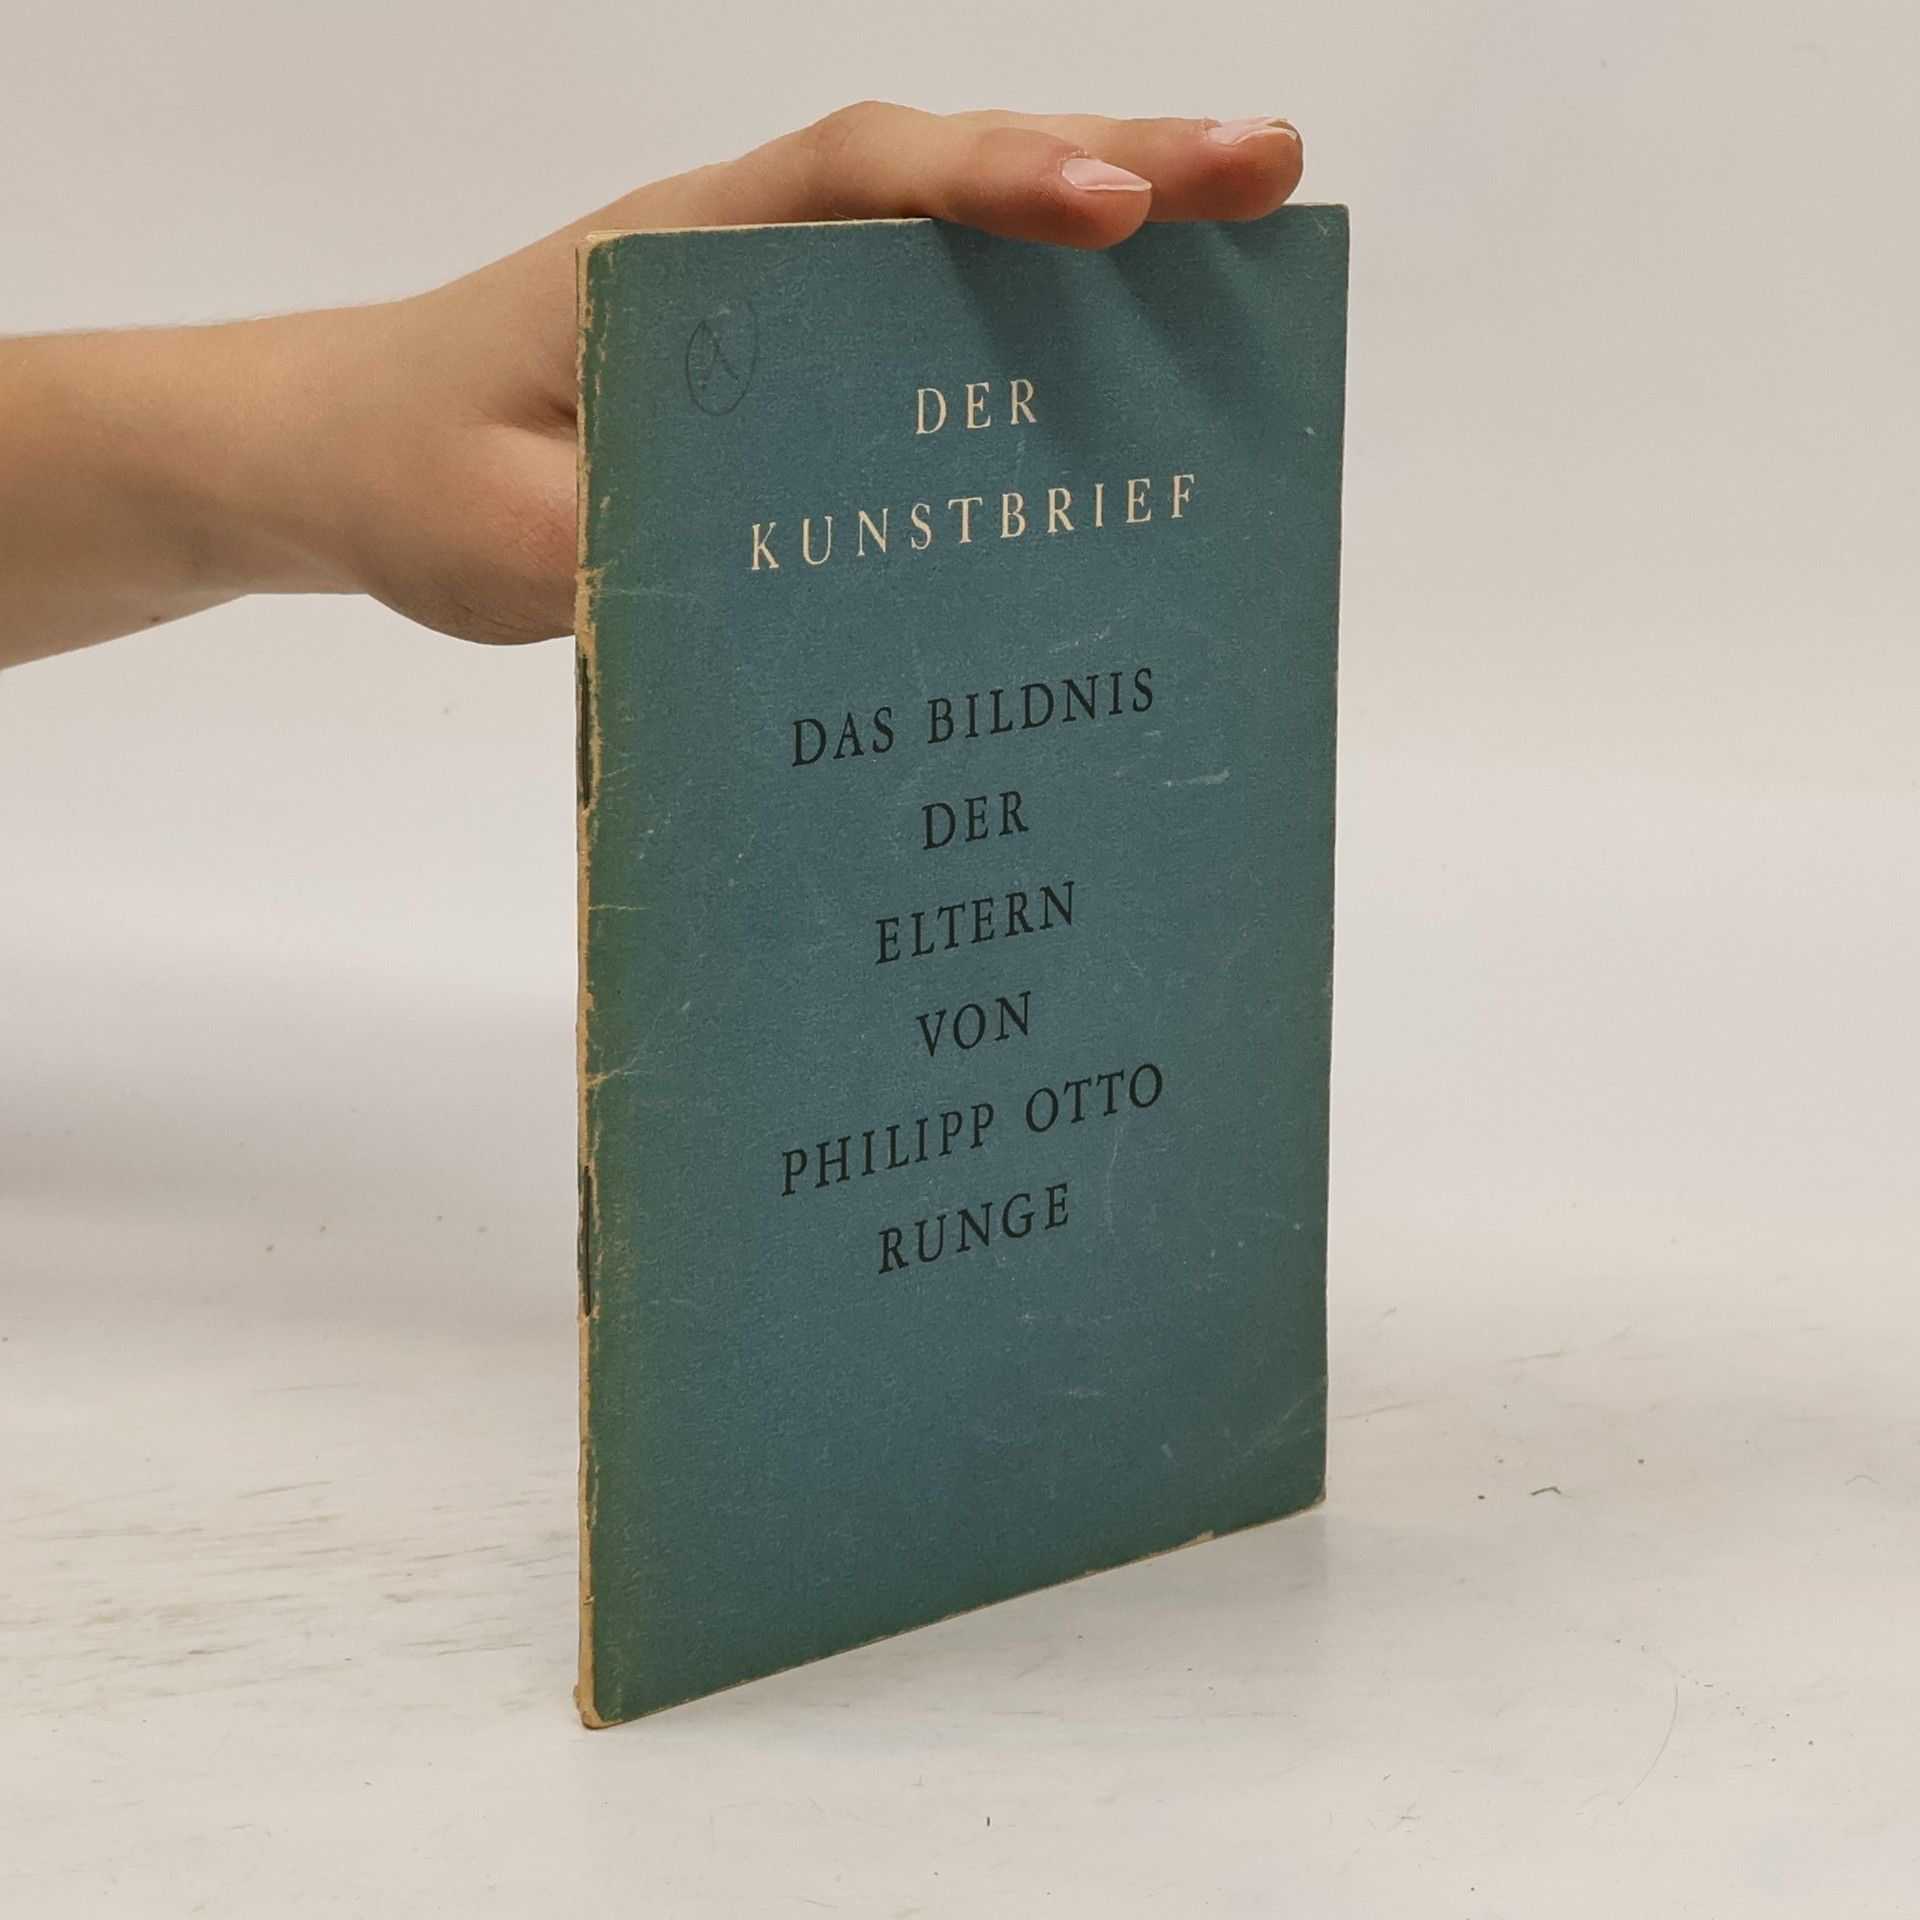 DER
KUNSTBRIEF
DAS BILDNIS
DER
ELTERN
VON
PHILIPP OTTO
RUNGE